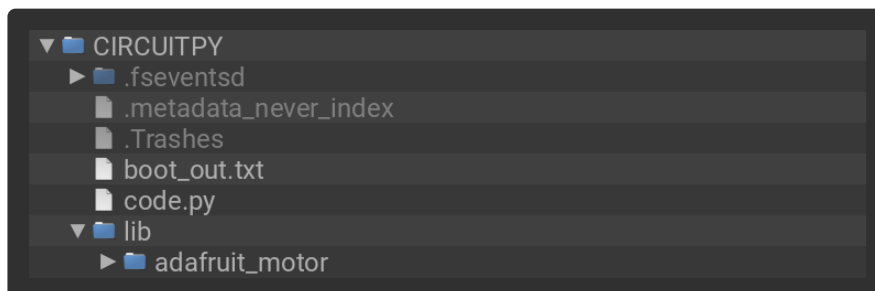 CIRCUITPY
.fseventsd
.metadata_never_index
.Trashes
boot_out.txt
code.py
lib
adafruit_motor